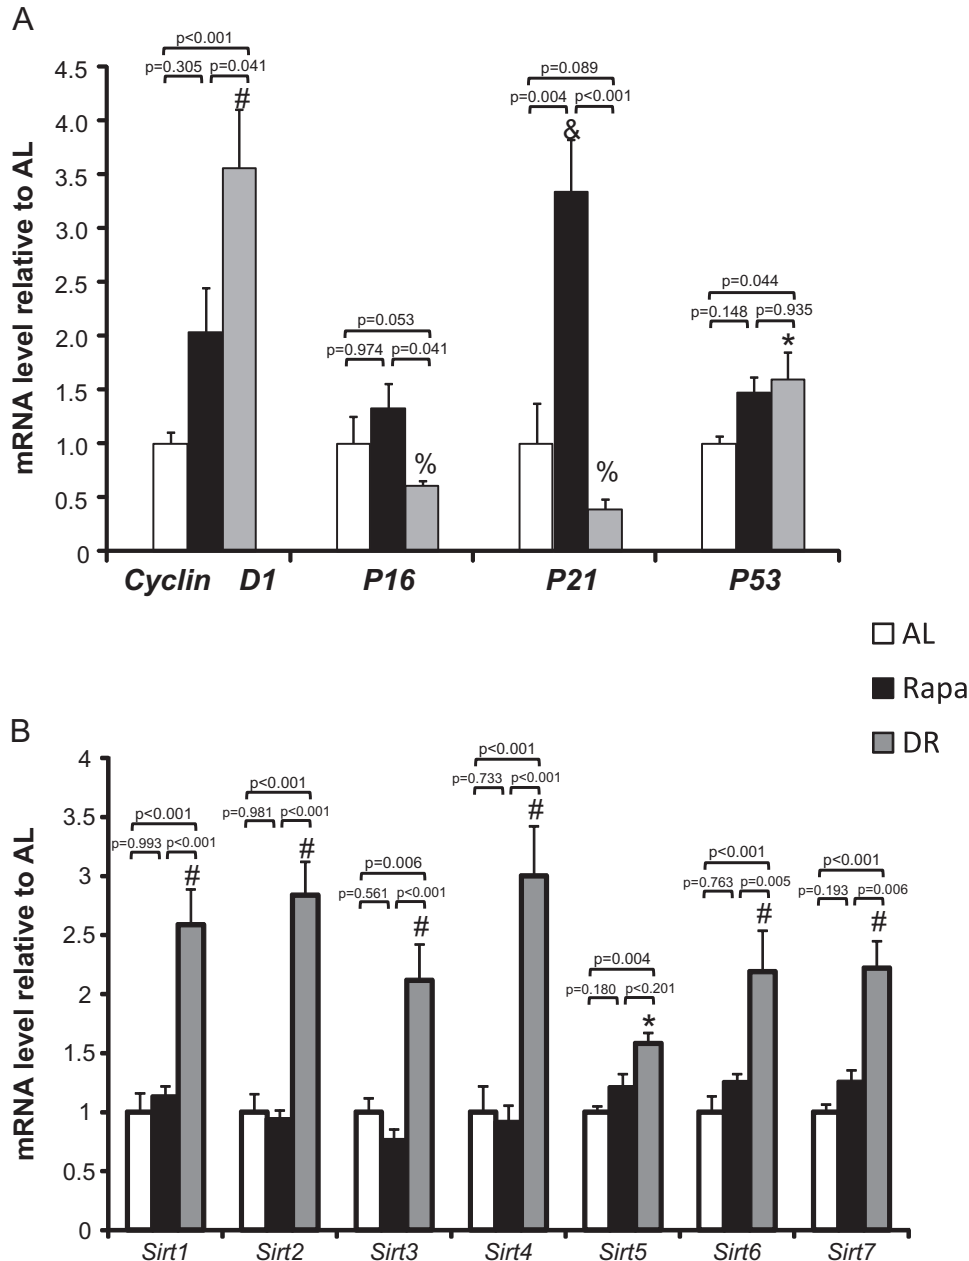 A
p<0.001
p=0.305 p=0.041
#
p=0.089
p=0.004 p<0.001
&
%
p=0.053
p=0.974 p=0.041
%
p=0.044
p=0.148 p=0.935
*
mRNA level relative to AL
4.5
4.0
3.5
3.0
2.5
2.0
1.5
1.0
0.5
0
Cyclin D1 P16 P21 P53
AL
Rapa
DR
B
mRNA level relative to AL
4
3.5
3
2.5
2
1.5
1
0.5
0
p<0.001
p=0.993 p<0.001
#
p<0.001
p=0.981 p<0.001
#
p=0.006
p=0.561 p<0.001
#
p<0.001
p=0.733 p<0.001
#
p=0.004
p=0.180 p<0.201
*
p<0.001
p=0.763 p=0.005
#
p<0.001
p=0.193 p=0.006
#
Sirt1 Sirt2 Sirt3 Sirt4 Sirt5 Sirt6 Sirt7